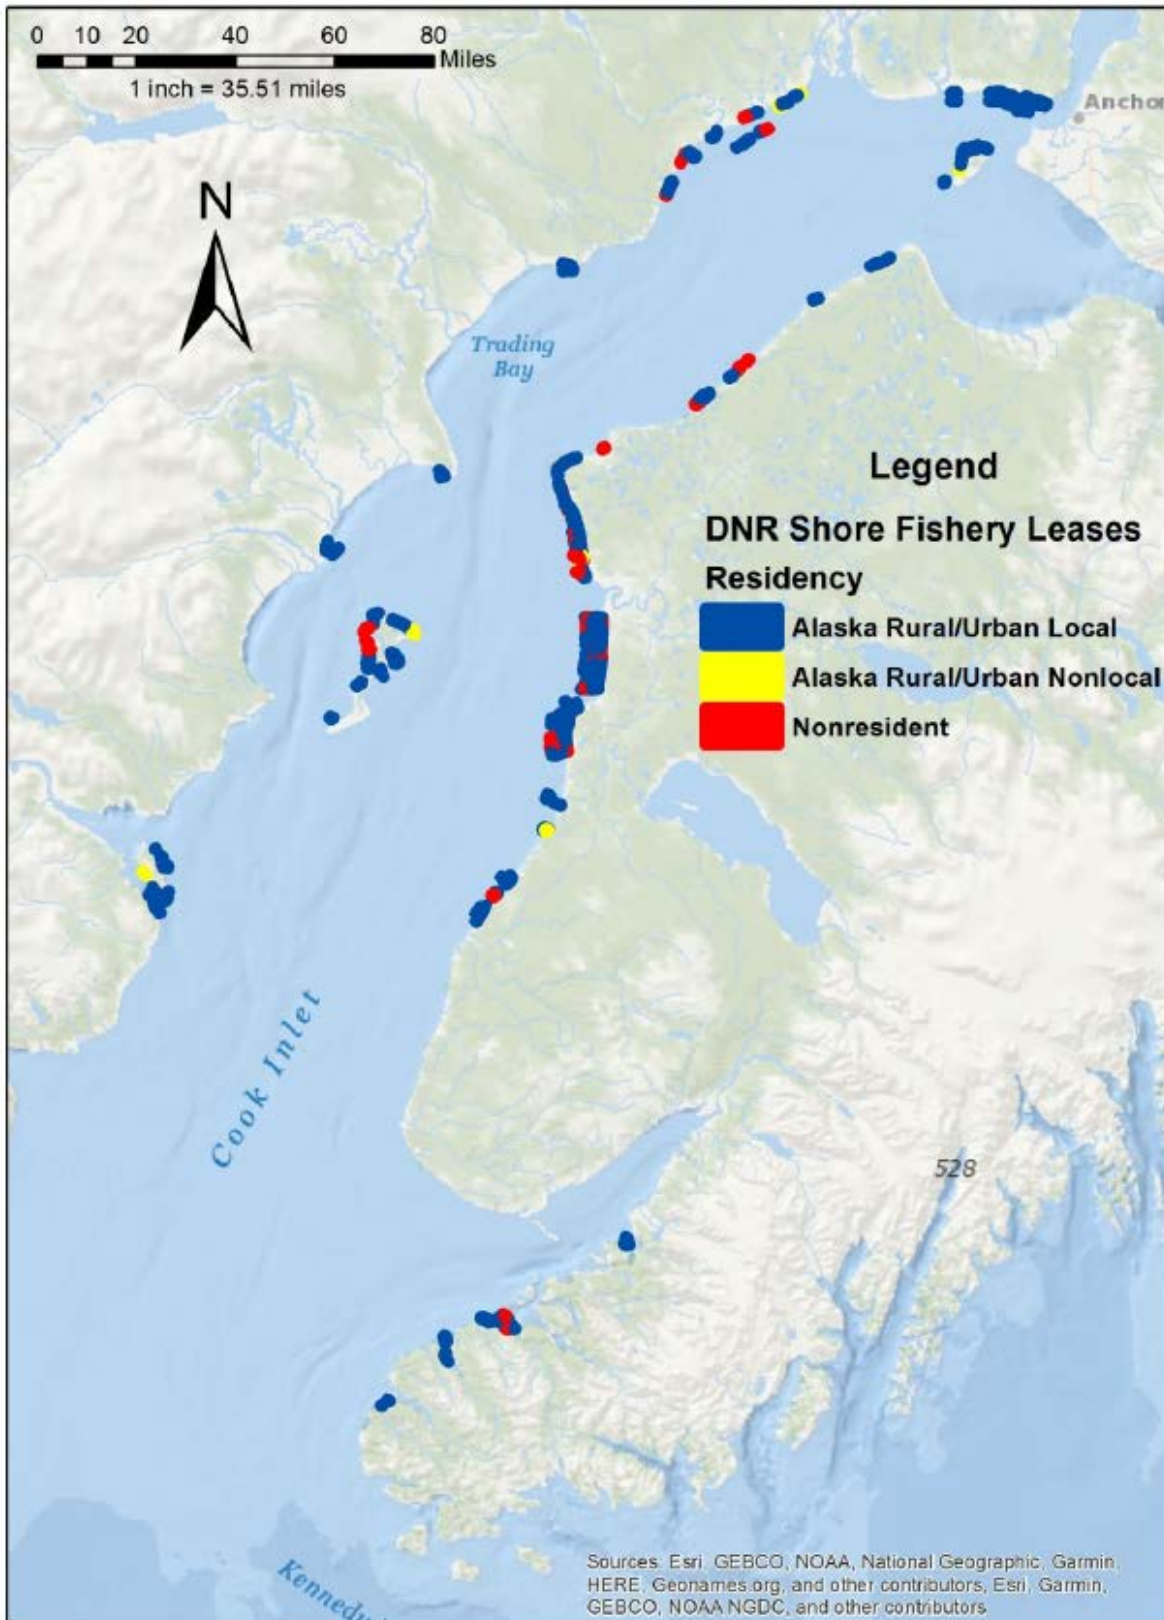 0 10 20 40 60 80
Miles
1 inch = 35.51 miles
Anchor
N
Trading
Bay
Legend
DNR Shore Fishery Leases
Residency
Alaska Rural/Urban Local
Alaska Rural/Urban Nonlocal
Nonresident
Cook Inlet
528
Kennedy
Sources: Esri, GEBCO, NOAA, National Geographic, Garmin,
HERE, Geonames.org, and other contributors, Esri, Garmin,
GEBCO, NOAA NGDC, and other contributors